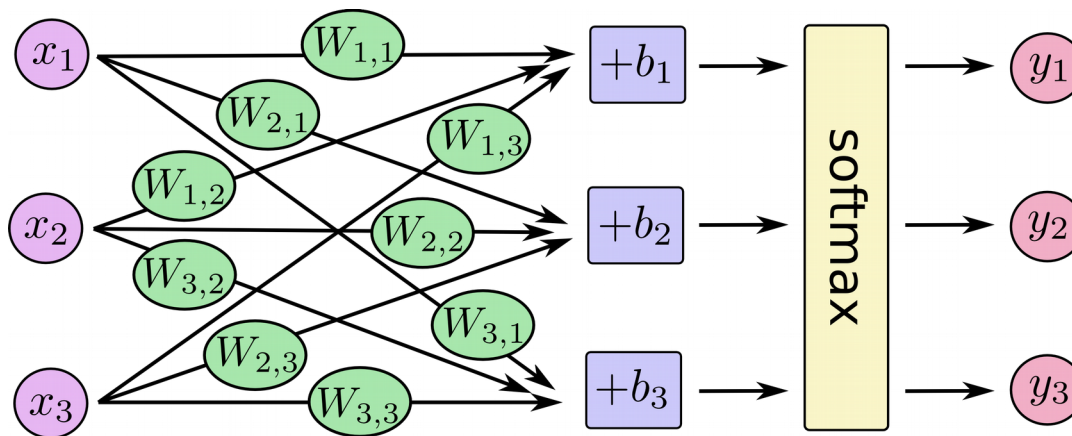 x₁
W₁,₁
+b₁
y₁
W₂,₁
W₁,₃
W₁,₂
x₂
W₂,₂
+b₂
y₂
softmax
W₃,₂
W₃,₁
W₂,₃
x₃
W₃,₃
+b₃
y₃